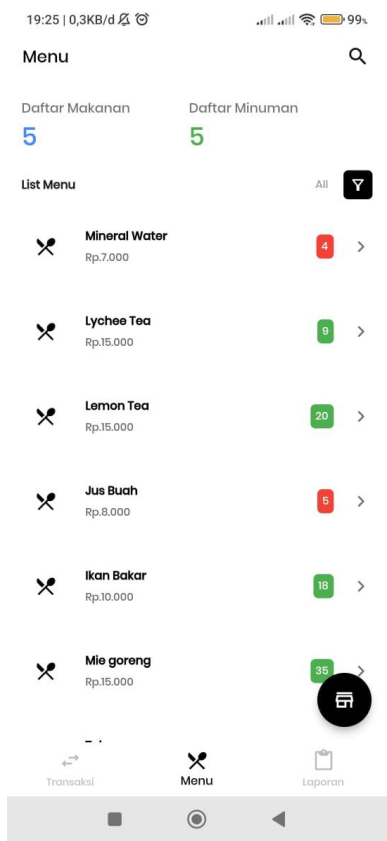 19:25 | 0,3KB/d
99%
Menu
Daftar Makanan
Daftar Minuman
5
5
List Menu
All
Mineral Water
4
Rp.7.000
Lychee Tea
9
Rp.15.000
Lemon Tea
20
Rp.15.000
Jus Buah
5
Rp.8.000
Ikan Bakar
18
Rp.10.000
Mie goreng
35
Rp.15.000
Transaksi
Menu
Laporan